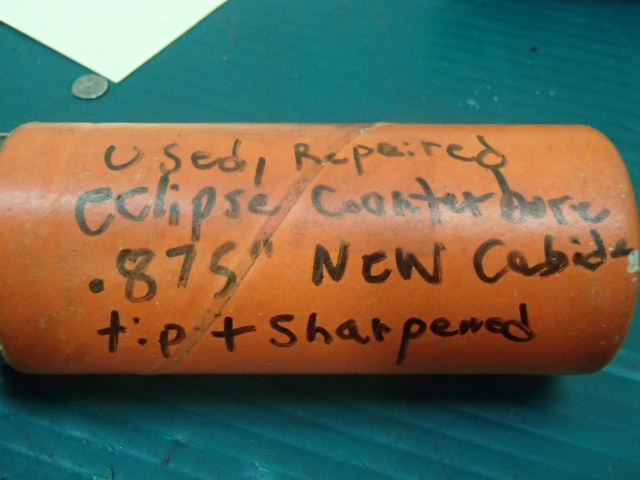 Used, Repaired
eclipse Counterbore
.875" NEW Cabide
tip + Sharpened